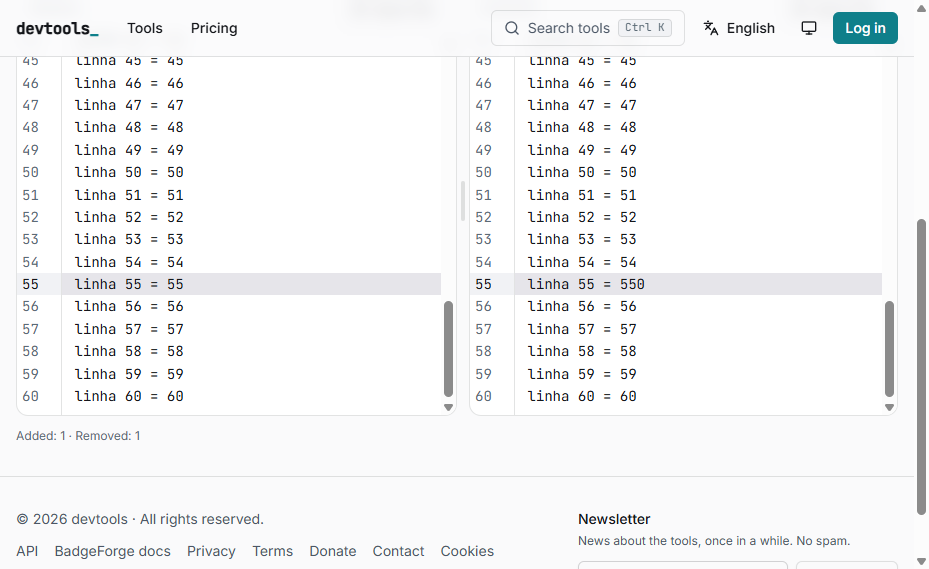 devtools_ Tools Pricing Search tools Ctrl K English Log in
45 linha 45 = 45 45 linha 45 = 45
46 linha 46 = 46 46 linha 46 = 46
47 linha 47 = 47 47 linha 47 = 47
48 linha 48 = 48 48 linha 48 = 48
49 linha 49 = 49 49 linha 49 = 49
50 linha 50 = 50 50 linha 50 = 50
51 linha 51 = 51 51 linha 51 = 51
52 linha 52 = 52 52 linha 52 = 52
53 linha 53 = 53 53 linha 53 = 53
54 linha 54 = 54 54 linha 54 = 54
55 linha 55 = 55 55 linha 55 = 550
56 linha 56 = 56 56 linha 56 = 56
57 linha 57 = 57 57 linha 57 = 57
58 linha 58 = 58 58 linha 58 = 58
59 linha 59 = 59 59 linha 59 = 59
60 linha 60 = 60 60 linha 60 = 60
Added: 1 · Removed: 1
© 2026 devtools · All rights reserved.
API BadgeForge docs Privacy Terms Donate Contact Cookies
Newsletter
News about the tools, once in a while. No spam.